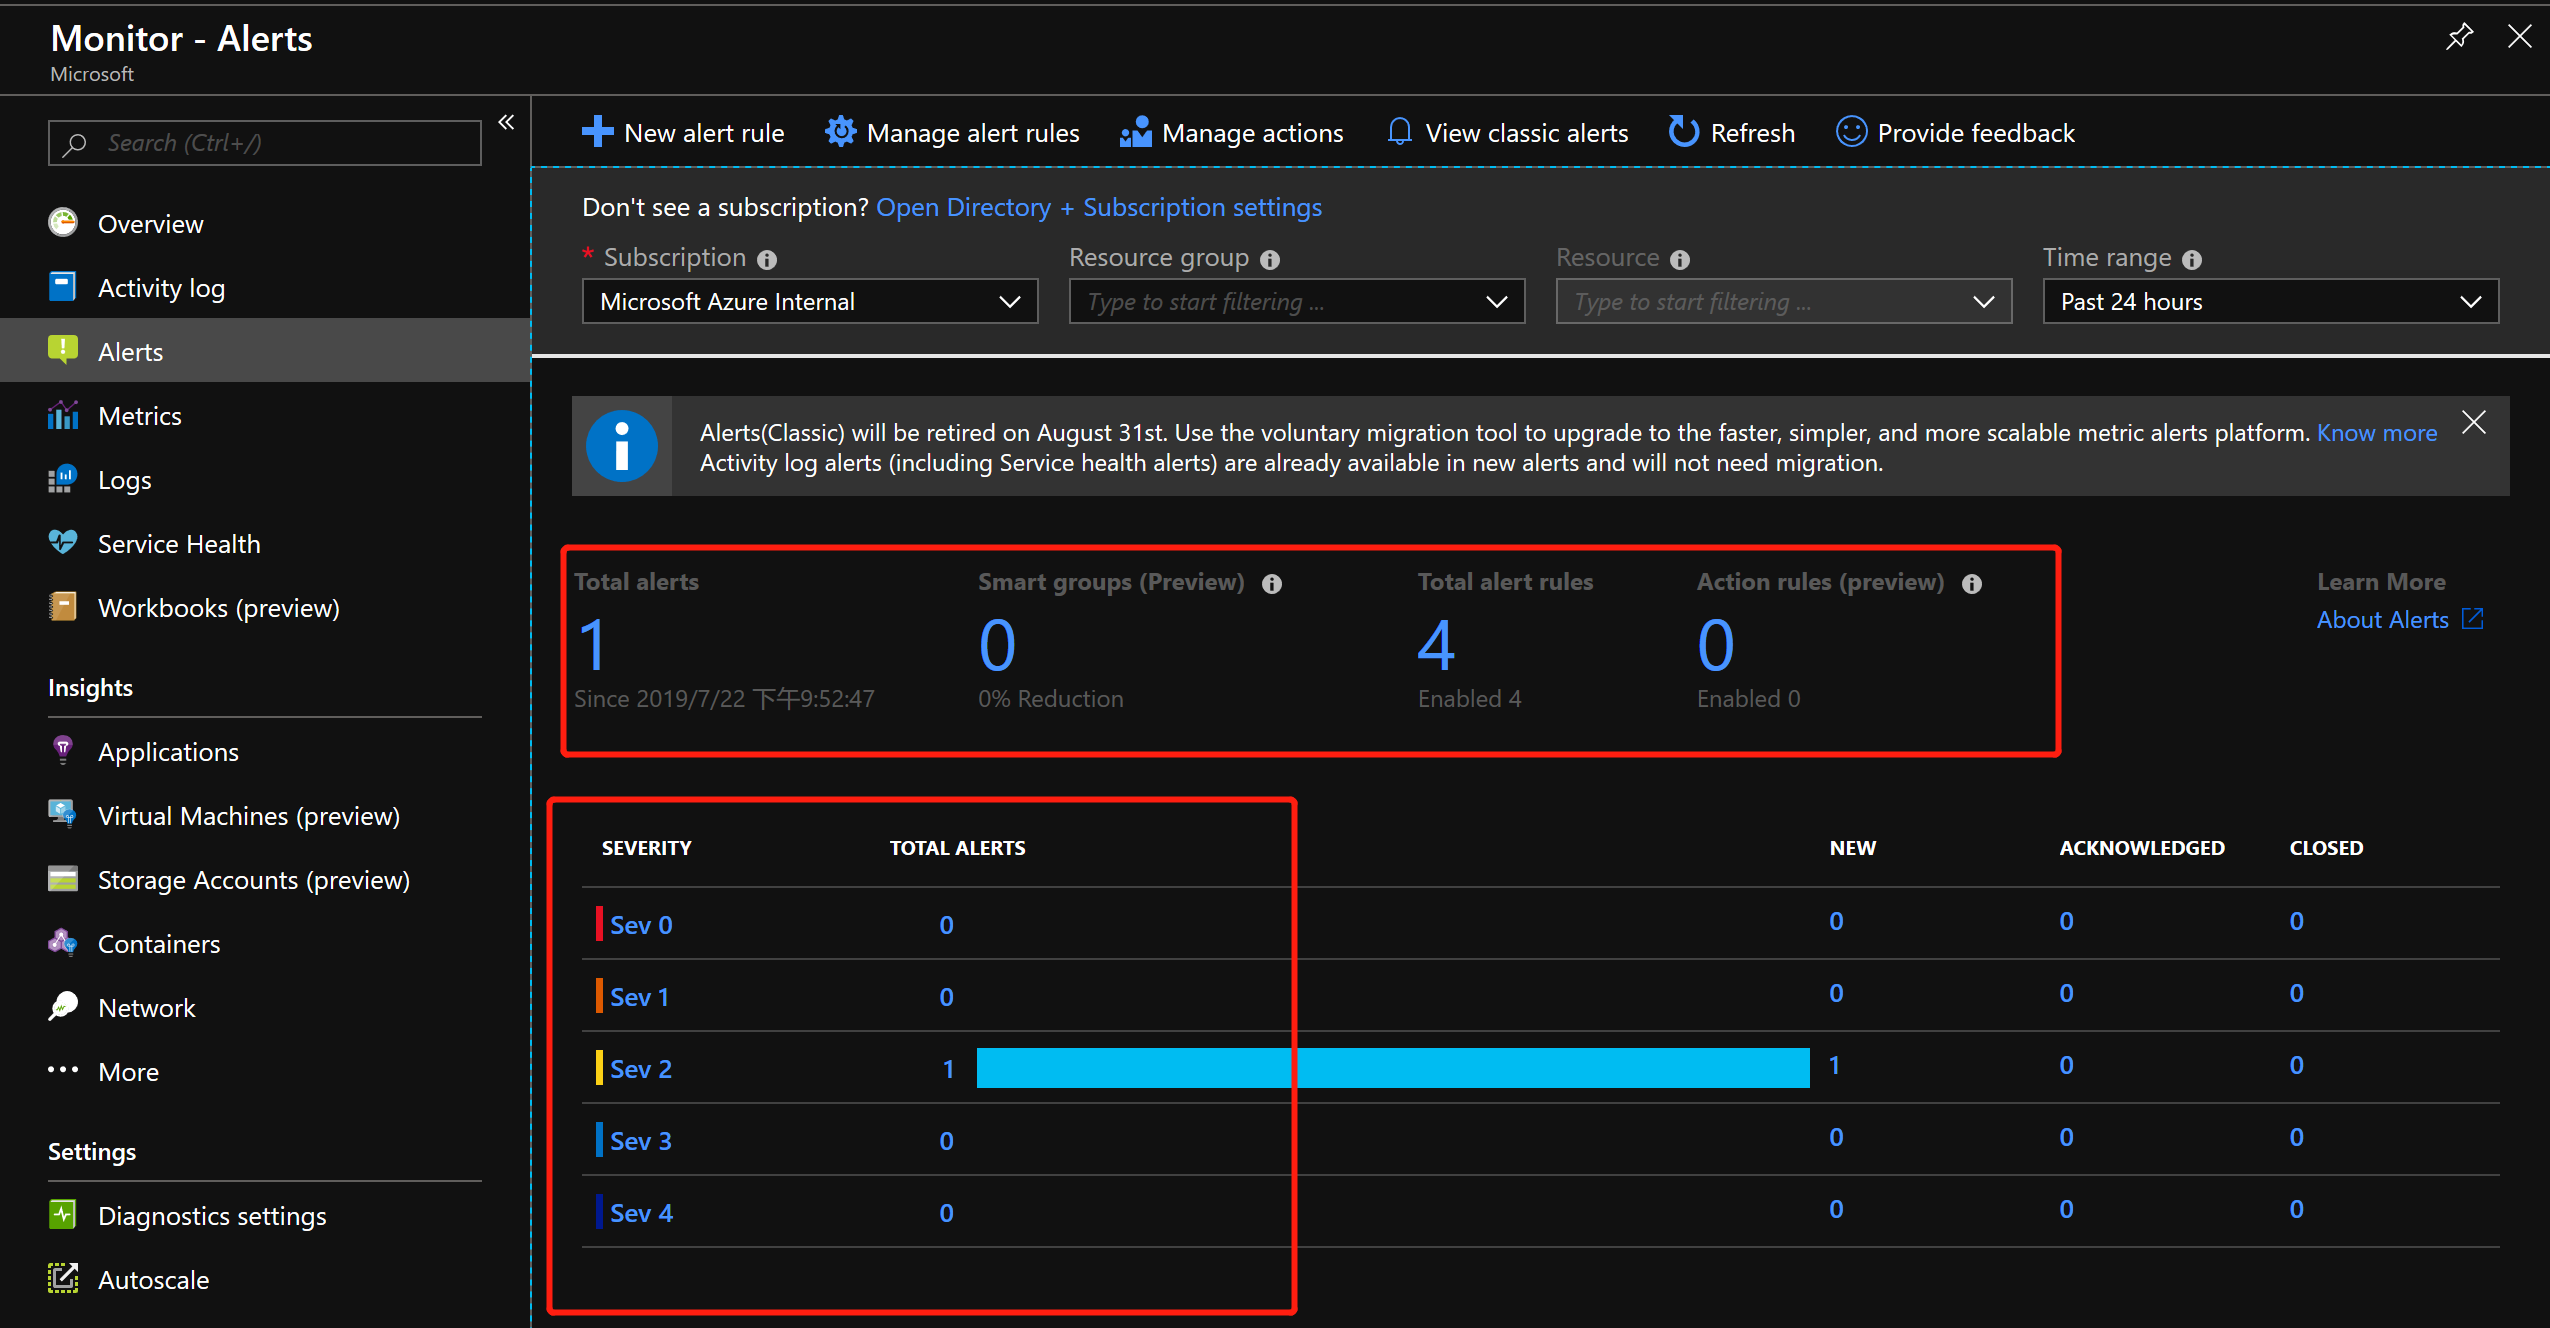 Monitor - Alerts
Microsoft
Search (Ctrl+/)
Overview
Activity log
Alerts
Metrics
Logs
Service Health
Workbooks (preview)
Insights
Applications
Virtual Machines (preview)
Storage Accounts (preview)
Containers
Network
More
Settings
Diagnostics settings
Autoscale
New alert rule Manage alert rules Manage actions View classic alerts Refresh Provide feedback
Don't see a subscription? Open Directory + Subscription settings
* Subscription Resource group Resource Time range
Microsoft Azure Internal Type to start filtering ... Type to start filtering ... Past 24 hours
Alerts(Classic) will be retired on August 31st. Use the voluntary migration tool to upgrade to the faster, simpler, and more scalable metric alerts platform. Know more
Activity log alerts (including Service health alerts) are already available in new alerts and will not need migration.
Total alerts Smart groups (Preview) Total alert rules Action rules (preview) Learn More
1 0 4 0 About Alerts
Since 2019/7/22 下午9:52:47 0% Reduction Enabled 4 Enabled 0
SEVERITY TOTAL ALERTS NEW ACKNOWLEDGED CLOSED
Sev 0 0 0 0 0
Sev 1 0 0 0 0
Sev 2 1 1 0 0
Sev 3 0 0 0 0
Sev 4 0 0 0 0